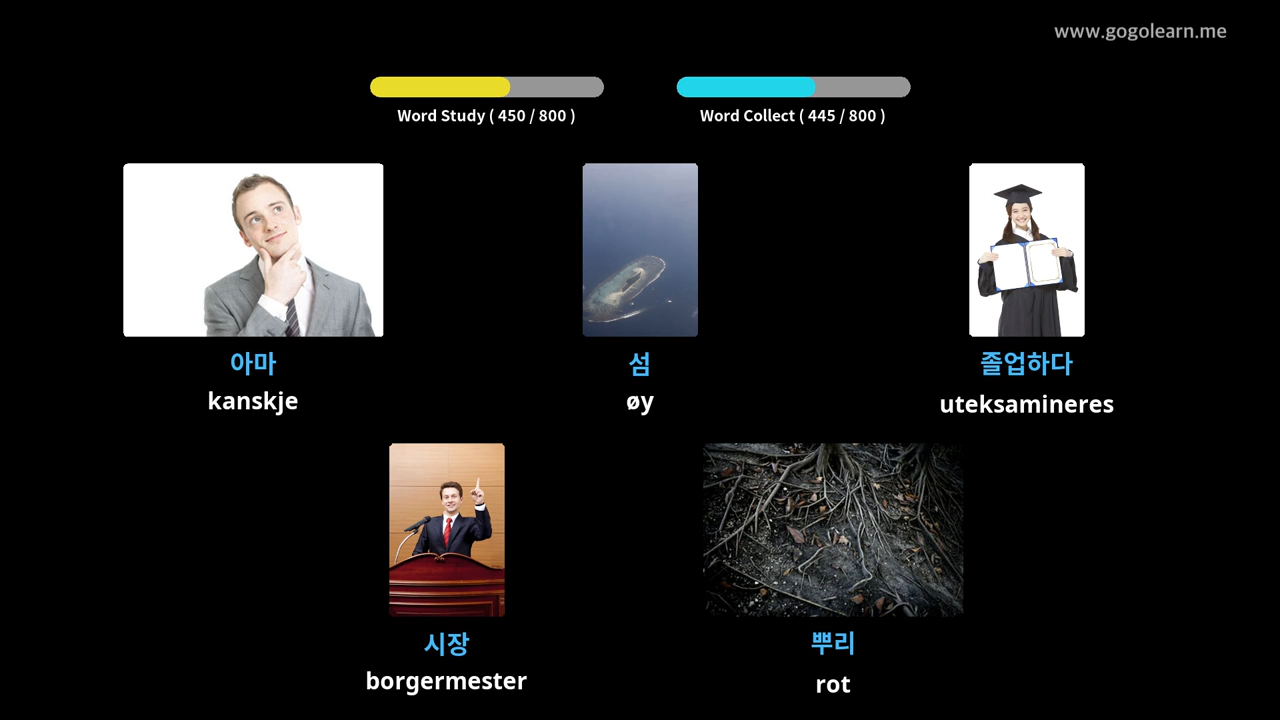 www.gogolearn.me
Word Study ( 450 / 800 )
Word Collect ( 445 / 800 )
아마
kanskje
섬
øy
졸업하다
uteksamineres
시장
borgermester
뿌리
rot